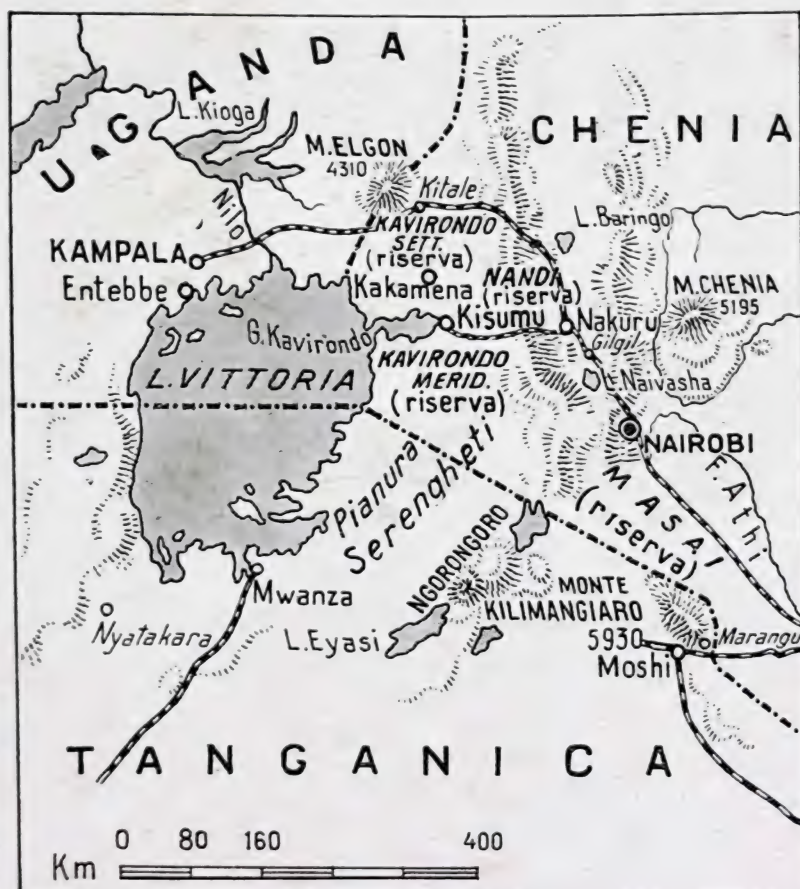 UGANDA
L.Kioga
Nilo
M.ELGON
4310
Kitale
CHENIA
L.Baringo
KAMPALA
Entebbe
KAVIRONDO
SETT.
(riserva)
Kakamena
NANDI
(riserva)
M.CHENIA
5195
G.Kavirondo
Kisumu
Nakuru
Gilgil
L.VITTORIA
KAVIRONDO
MERID.
(riserva)
L.Naivasha
NAIROBI
F. Athi
Pianura
Serengheti
MASAI
(riserva)
NGORONGORO
Mwanza
Nyatakara
L.Eyasi
MONTE
KILIMANGIARO
5930
Marangu
Moshi
TANGANICA
0 80 160 400
Km